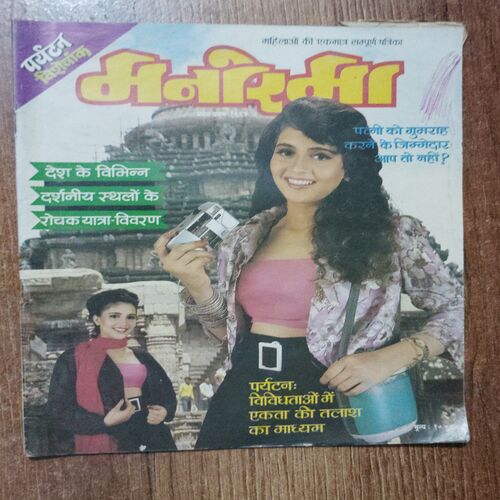 महिलाओं की एकमात्र सम्पूर्ण पत्रिका
पर्यटन
विशेषांक
मनोरमा
पत्नी को गुमराह
करने के जिम्मेदार
आप तो नहीं?
देश के विभिन्न
दर्शनीय स्थलों के
रोचक यात्रा-विवरण
पर्यटन:
विविधताओं में
एकता की तलाश
का माध्यम
मूल्य :